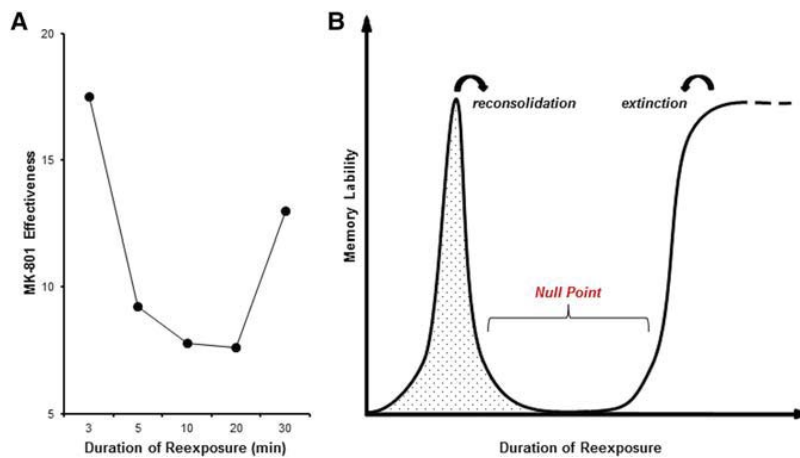 A
20
15
10
5
MK-801 Effectiveness
3 5 10 20 30
Duration of Reexposure (min)
B
reconsolidation
extinction
Null Point
Memory Lability
Duration of Reexposure